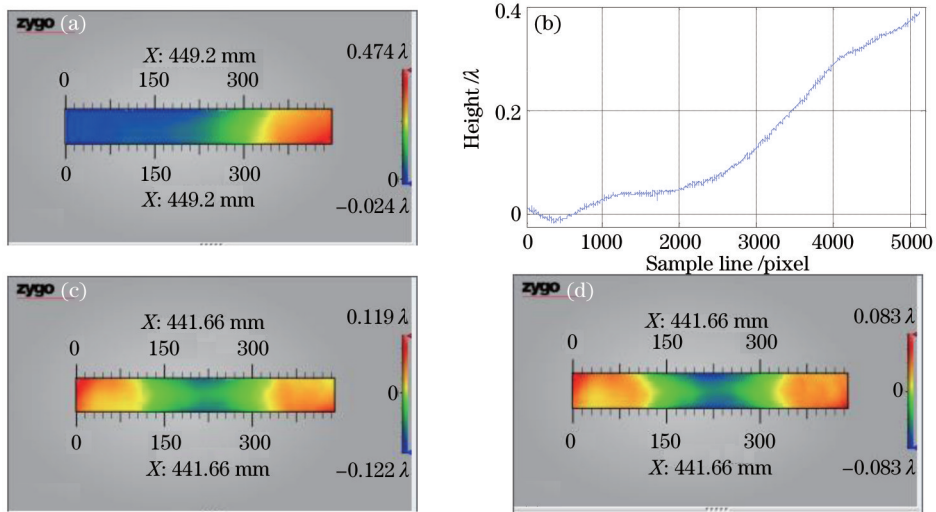 zygo (a)
X: 449.2 mm
0.474 λ
0 150 300
0
0 150 300
X: 449.2 mm
−0.024 λ
(b)
Height /λ
0.4
0.2
0
0 1000 2000 3000 4000 5000
Sample line /pixel
zygo (c)
X: 441.66 mm
0.119 λ
0 150 300
0
0 150 300
X: 441.66 mm
−0.122 λ
zygo (d)
X: 441.66 mm
0.083 λ
0 150 300
0
0 150 300
X: 441.66 mm
−0.083 λ